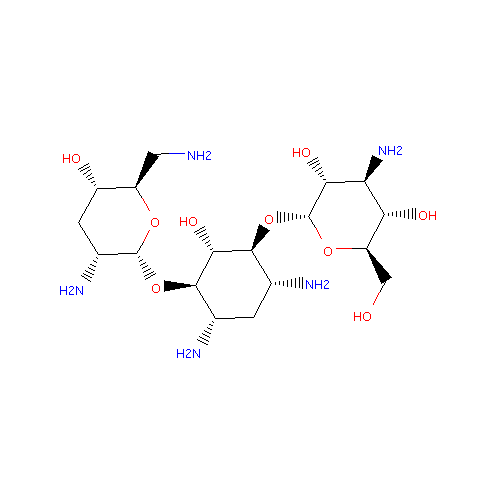 HO NH2 HO NH2
HO O OH
O
H2N O O NH2
HO
H2N